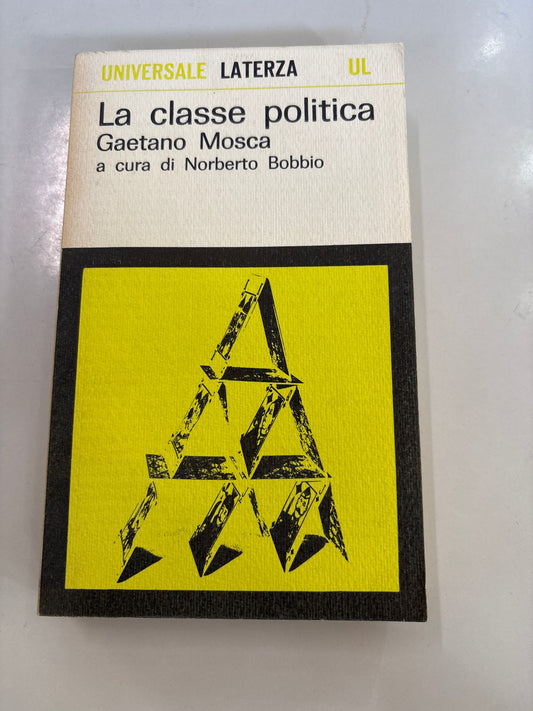 UNIVERSALE LATERZA UL
La classe politica
Gaetano Mosca
a cura di Norberto Bobbio